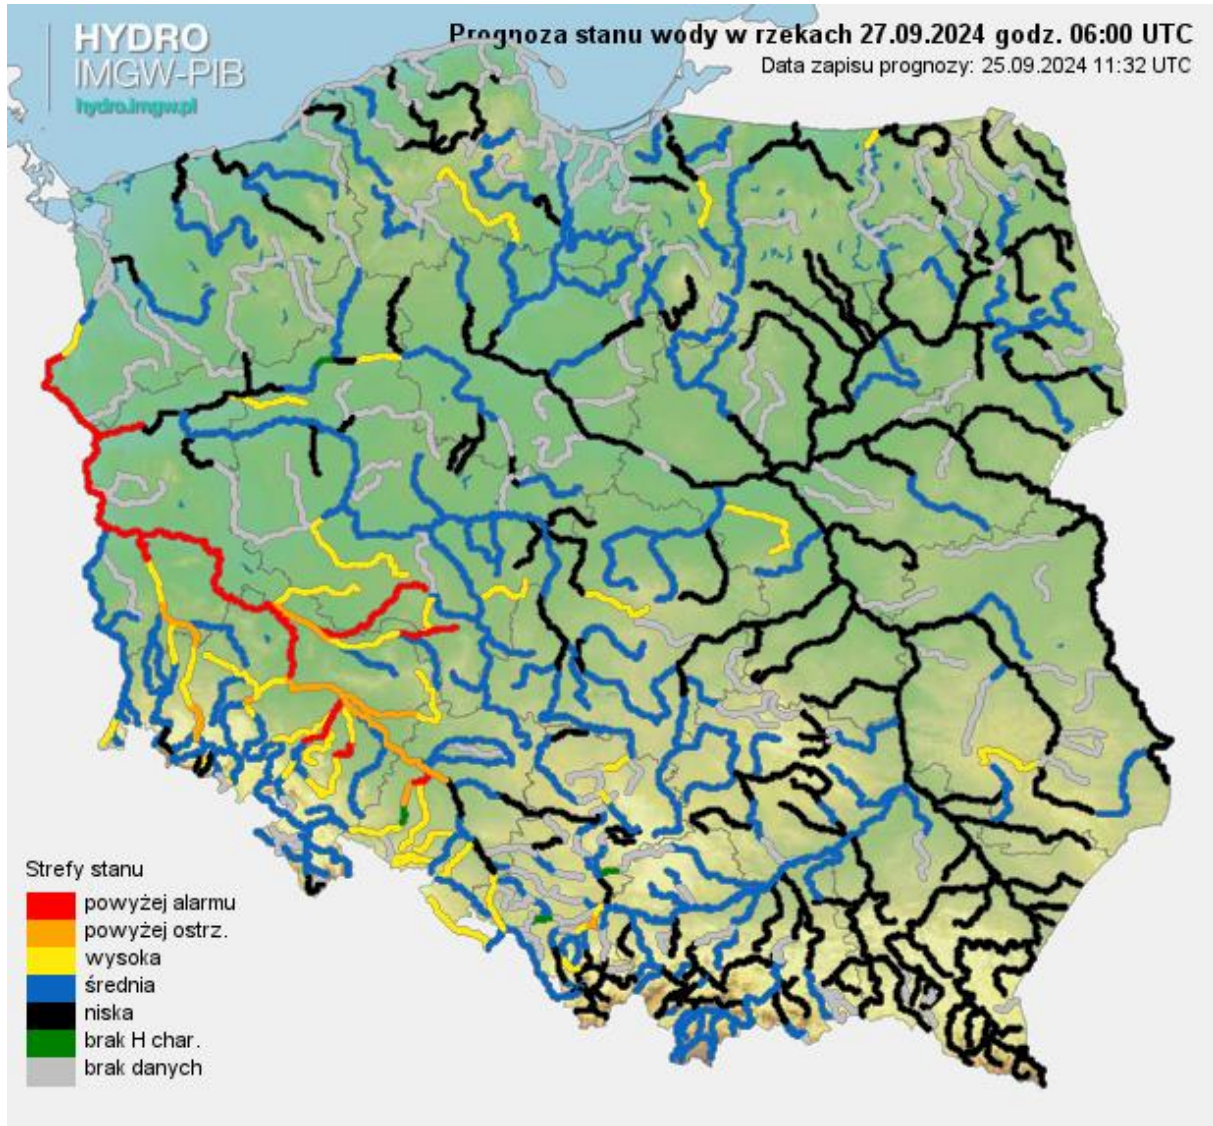 HYDRO
IMGW-PIB
hydro.imgw.pl
Prognoza stanu wody w rzekach 27.09.2024 godz. 06:00 UTC
Data zapisu prognozy: 25.09.2024 11:32 UTC
Strefy stanu
powyżej alarmu
powyżej ostrz.
wysoka
średnia
niska
brak H char.
brak danych